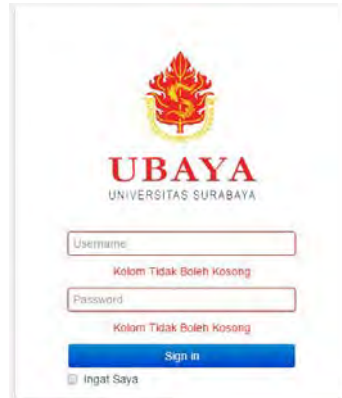 UBAYA
UNIVERSITAS SURABAYA
Username
Kolom Tidak Boleh Kosong
Password
Kolom Tidak Boleh Kosong
Sign in
Ingat Saya